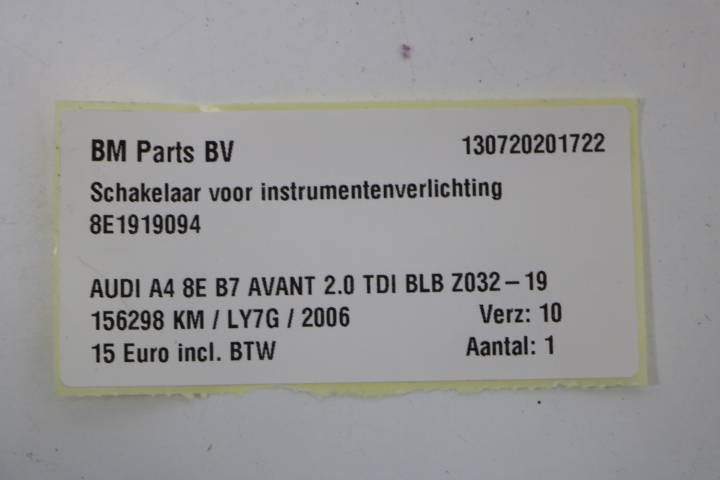 BM Parts BV 130720201722
Schakelaar voor instrumentenverlichting
8E1919094
AUDI A4 8E B7 AVANT 2.0 TDI BLB Z032-19
156298 KM / LY7G / 2006 Verz: 10
15 Euro incl. BTW Aantal: 1